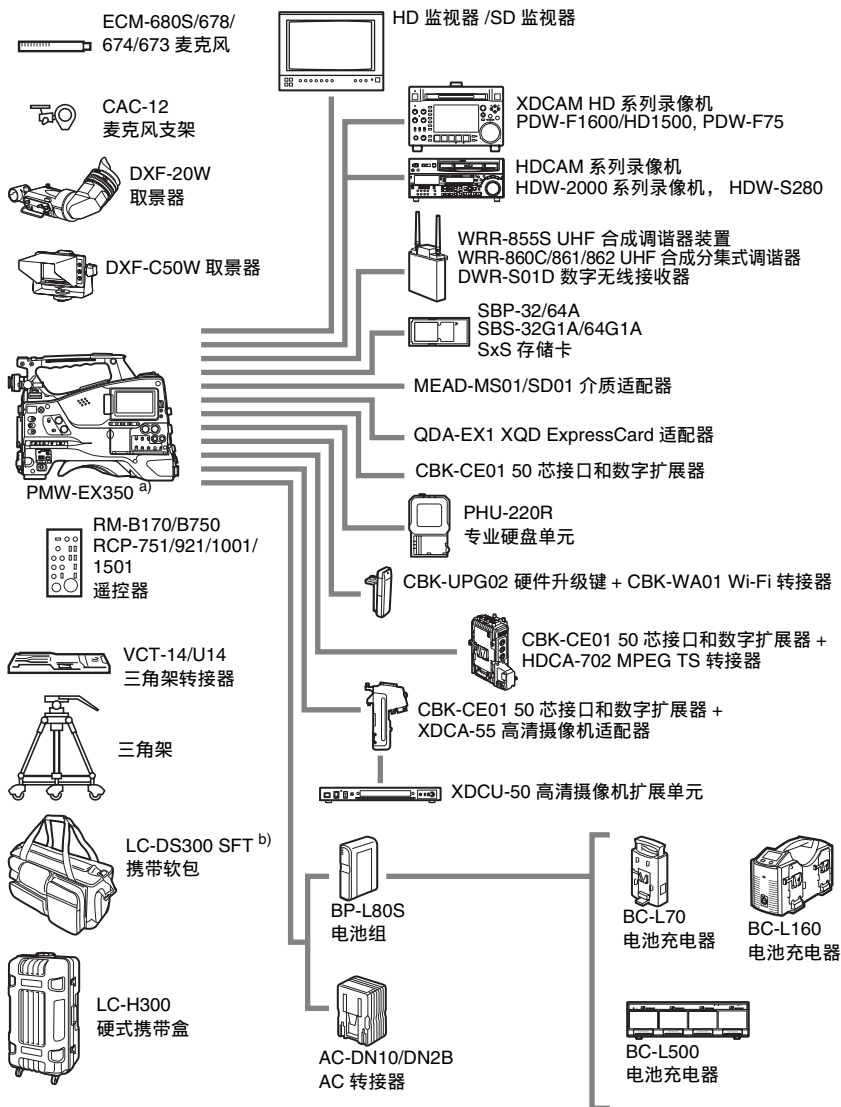 ECM-680S/678/
674/673 麦克风
CAC-12
麦克风支架
DXF-20W
取景器
DXF-C50W 取景器
PMW-EX350 a)
RM-B170/B750
RCP-751/921/1001/
1501
遥控器
VCT-14/U14
三角架转接器
三角架
LC-DS300 SFT b)
携带软包
LC-H300
硬式携带盒
HD 监视器 /SD 监视器
XDCAM HD 系列录像机
PDW-F1600/HD1500, PDW-F75
HDCAM 系列录像机
HDW-2000 系列录像机， HDW-S280
WRR-855S UHF 合成调谐器装置
WRR-860C/861/862 UHF 合成分集式调谐器
DWR-S01D 数字无线接收器
SBP-32/64A
SBS-32G1A/64G1A
SxS 存储卡
MEAD-MS01/SD01 介质适配器
QDA-EX1 XQD ExpressCard 适配器
CBK-CE01 50 芯接口和数字扩展器
PHU-220R
专业硬盘单元
CBK-UPG02 硬件升级键 + CBK-WA01 Wi-Fi 转接器
CBK-CE01 50 芯接口和数字扩展器 +
HDCA-702 MPEG TS 转接器
CBK-CE01 50 芯接口和数字扩展器 +
XDCA-55 高清摄像机适配器
XDCU-50 高清摄像机扩展单元
BP-L80S
电池组
AC-DN10/DN2B
AC 转接器
BC-L70
电池充电器
BC-L160
电池充电器
BC-L500
电池充电器